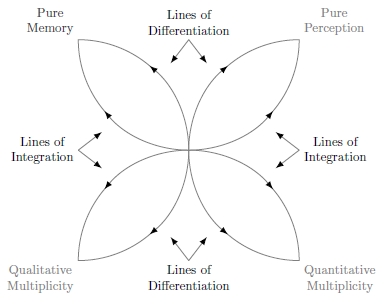 Pure
Memory
Lines of
Differentiation
Pure
Perception
Lines of
Integration
Lines of
Integration
Qualitative
Multiplicity
Lines of
Differentiation
Quantitative
Multiplicity